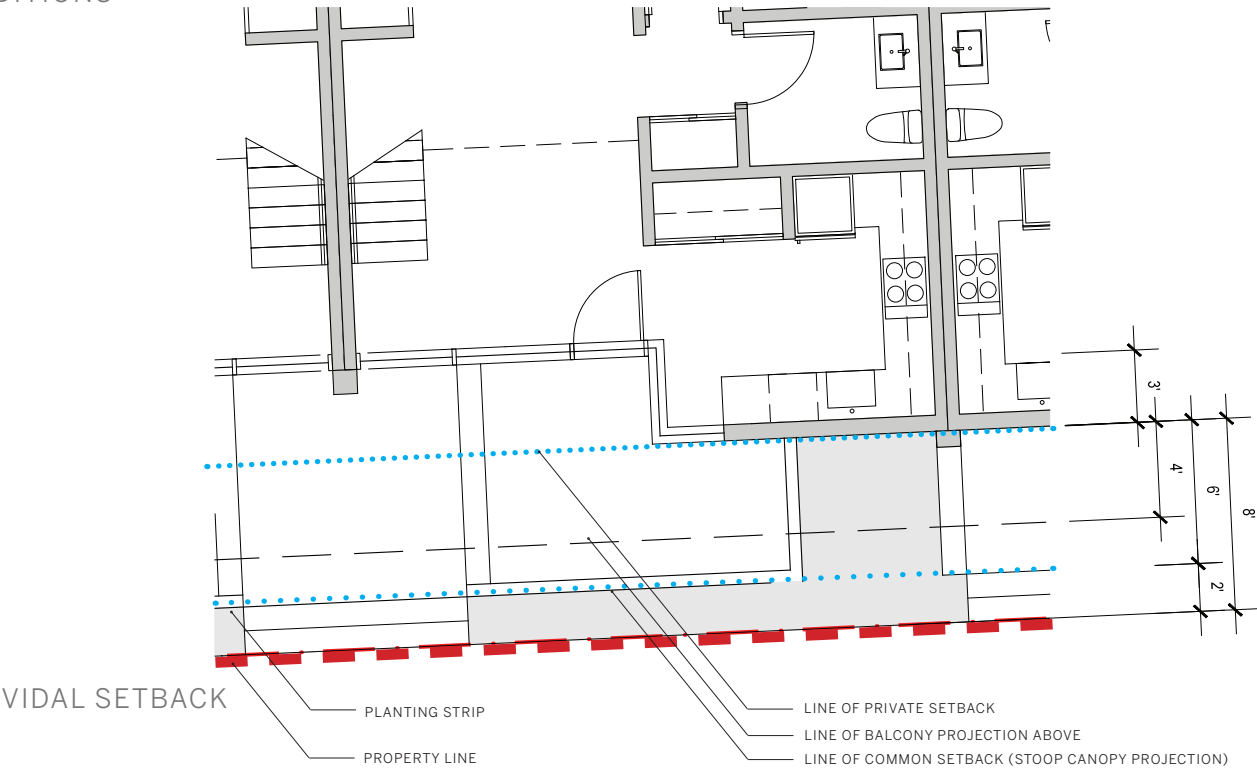 3'
4'
6'
8'
2'
VIDAL SETBACK
PLANTING STRIP
PROPERTY LINE
LINE OF PRIVATE SETBACK
LINE OF BALCONY PROJECTION ABOVE
LINE OF COMMON SETBACK (STOOP CANOPY PROJECTION)